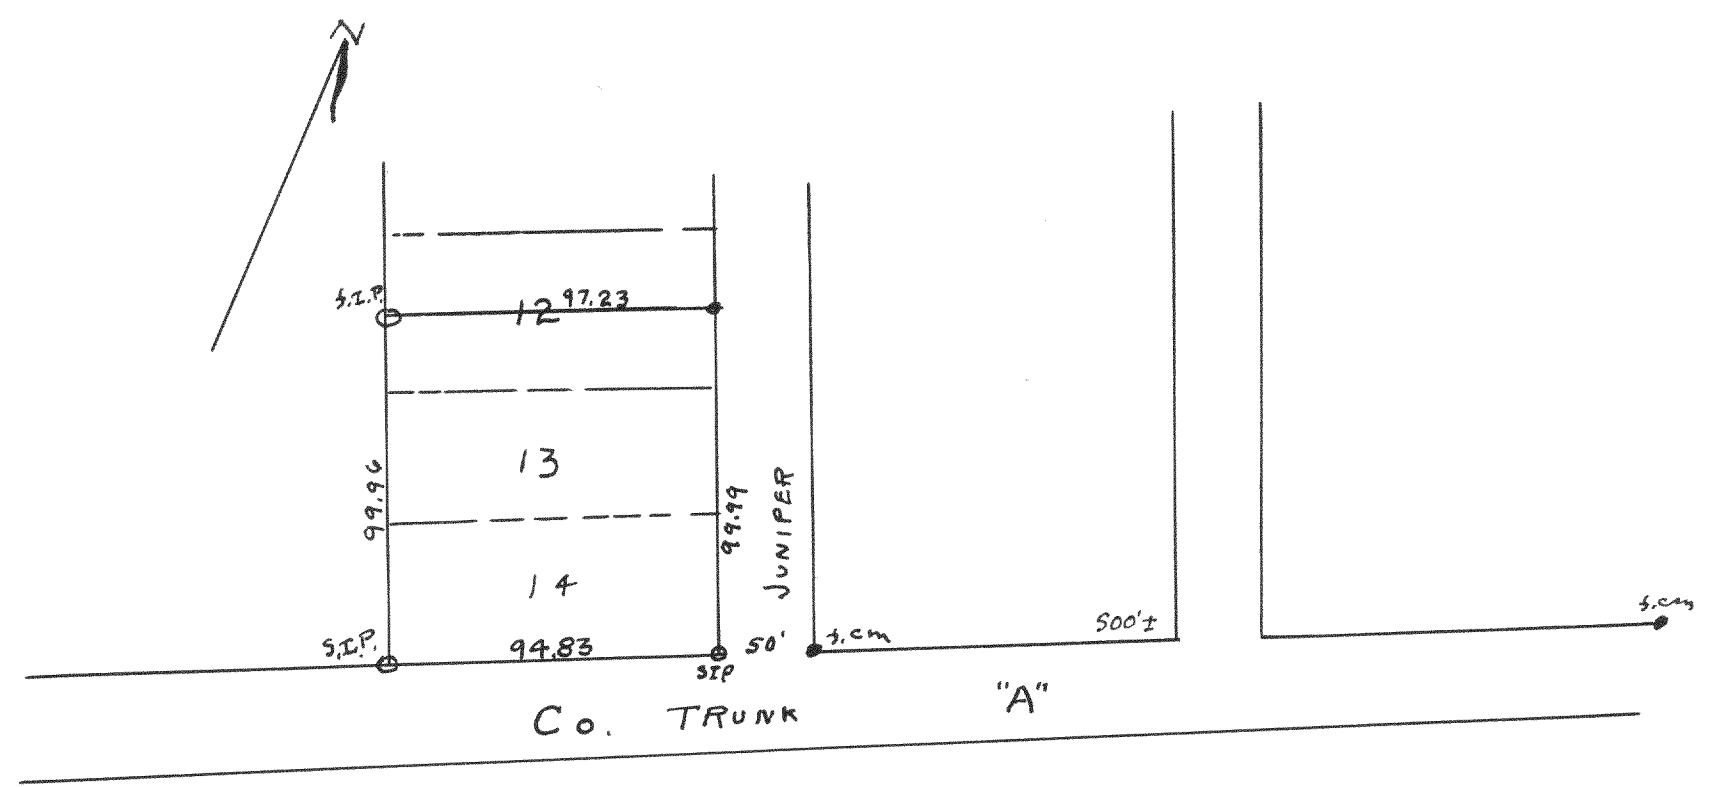 N
f.I.P.
12 97.23
13
99.96
99.99
JUNIPER
14
S.I.P.
94.83
SIP
50'
f.cm
500'±
f.cm
Co. TRUNK "A"